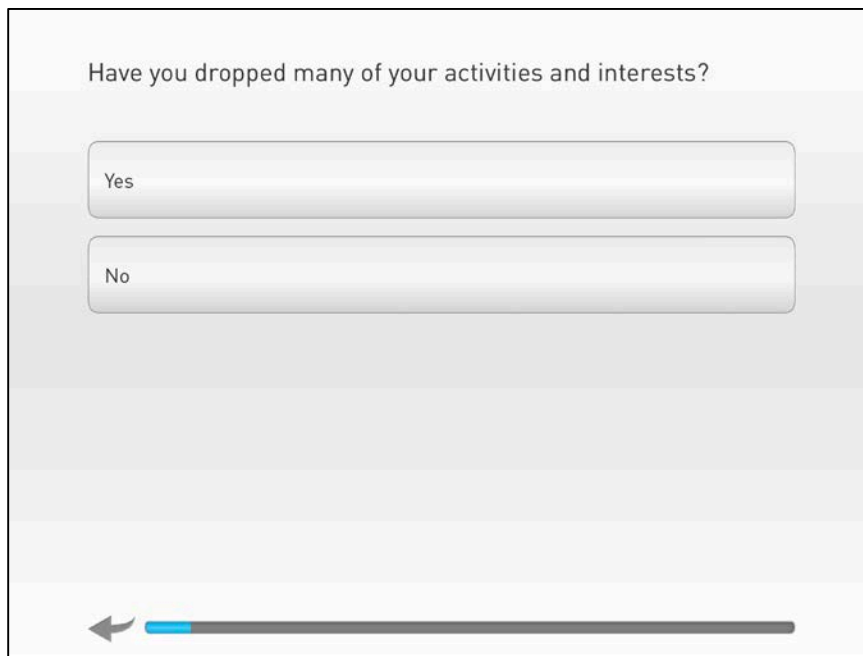 Have you dropped many of your activities and interests?
Yes
No